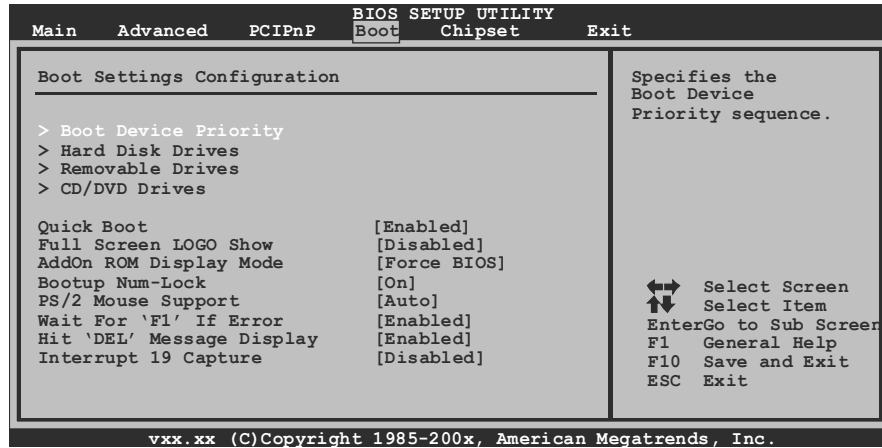 BIOS SETUP UTILITY
Main Advanced PCIPnP Boot Chipset Exit
Boot Settings Configuration
> Boot Device Priority
> Hard Disk Drives
> Removable Drives
> CD/DVD Drives
Quick Boot [Enabled]
Full Screen LOGO Show [Disabled]
AddOn ROM Display Mode [Force BIOS]
Bootup Num-Lock [On]
PS/2 Mouse Support [Auto]
Wait For ‘F1’ If Error [Enabled]
Hit ‘DEL’ Message Display [Enabled]
Interrupt 19 Capture [Disabled]
Specifies the
Boot Device
Priority sequence.
Select Screen
Select Item
EnterGo to Sub Screen
F1 General Help
F10 Save and Exit
ESC Exit
vxx.xx (C)Copyright 1985-200x, American Megatrends, Inc.